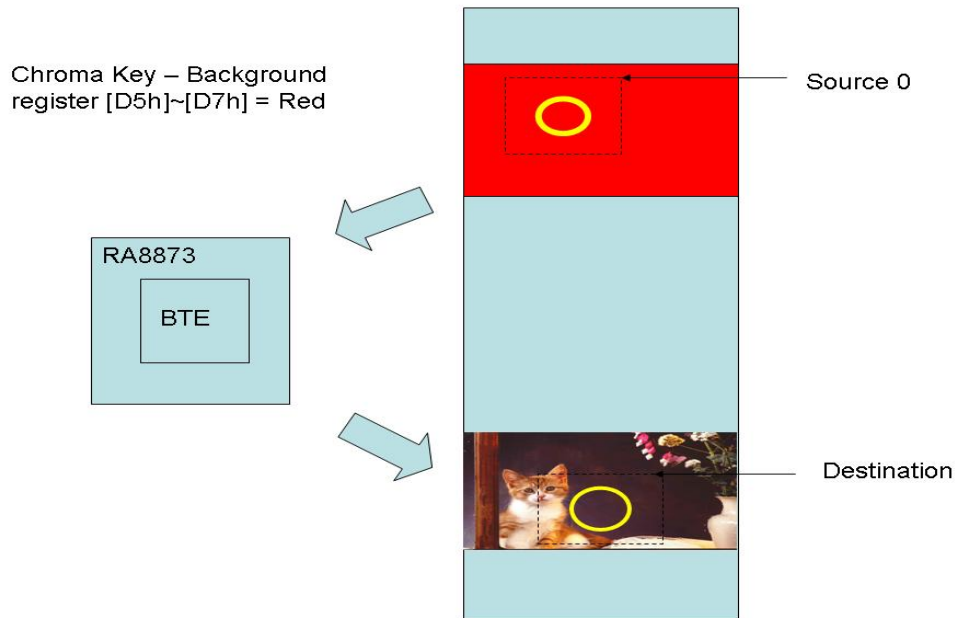 Chroma Key – Background
register [D5h]~[D7h] = Red
Source 0
RA8873
BTE
Destination